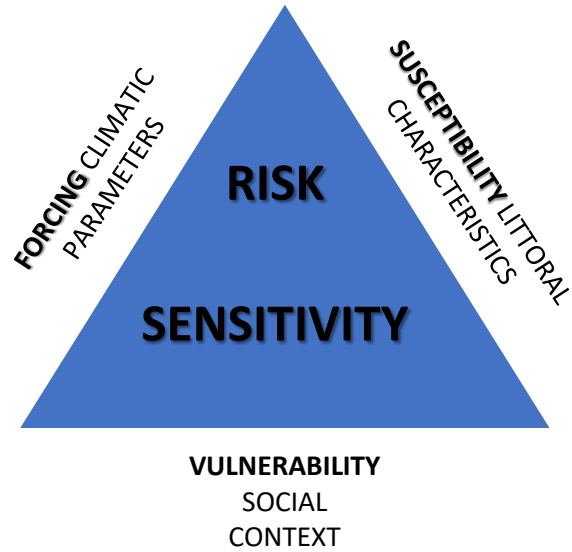 FORCING CLIMATIC
PARAMETERS
SUSCEPTIBILITY LITTORAL
CHARACTERISTICS
RISK
SENSITIVITY
VULNERABILITY
SOCIAL
CONTEXT